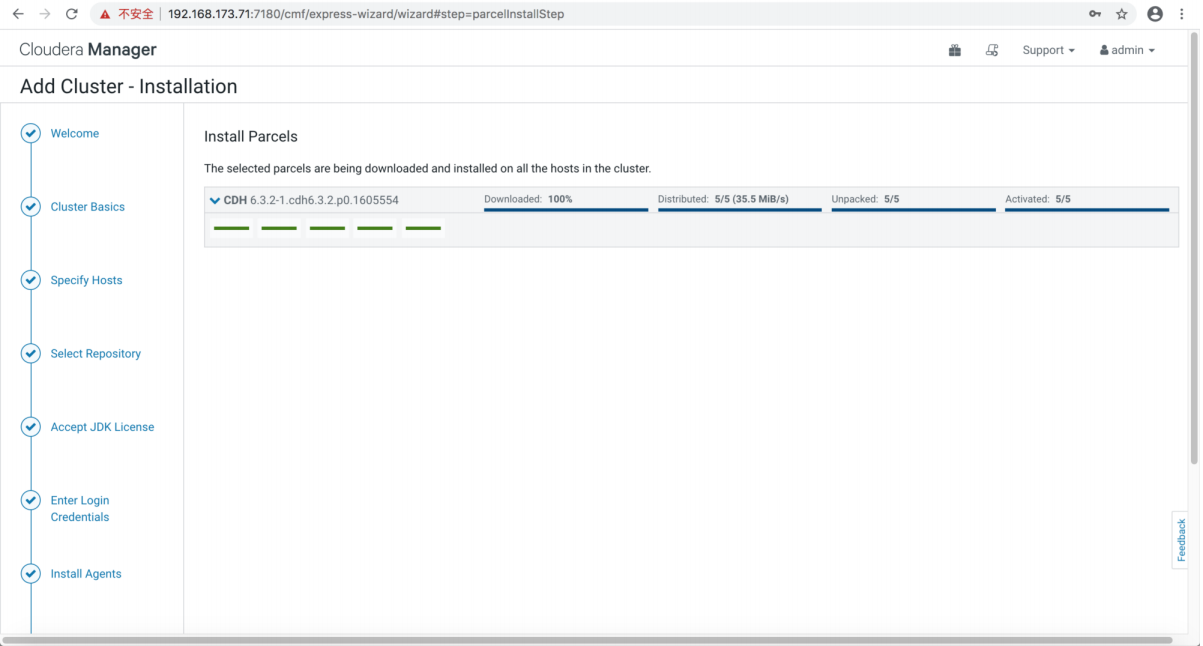 不安全
192.168.173.71:7180/cmf/express-wizard/wizard#step=parcelInstallStep
Cloudera Manager
Support
admin
Add Cluster - Installation
Welcome
Cluster Basics
Specify Hosts
Select Repository
Accept JDK License
Enter Login
Credentials
Install Agents
Install Parcels
The selected parcels are being downloaded and installed on all the hosts in the cluster.
CDH 6.3.2-1.cdh6.3.2.p0.1605554
Downloaded: 100%
Distributed: 5/5 (35.5 MiB/s)
Unpacked: 5/5
Activated: 5/5
Feedback